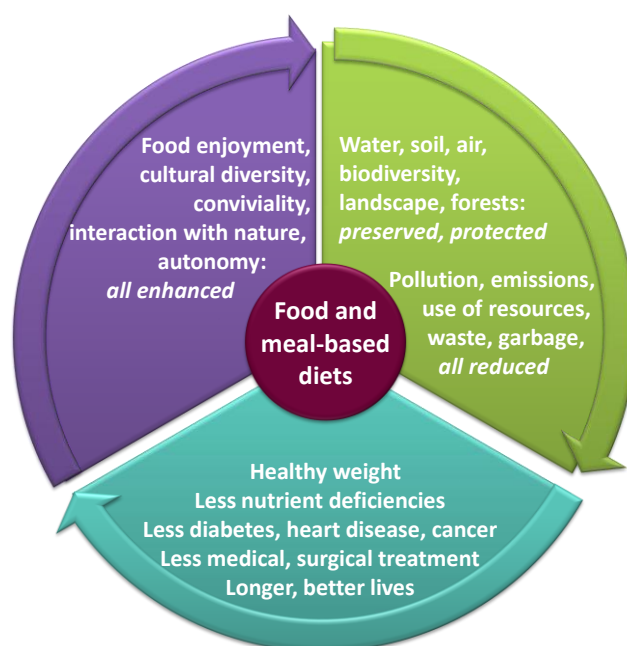 Food enjoyment,
cultural diversity,
conviviality,
interaction with nature,
autonomy:
all enhanced
Water, soil, air,
biodiversity,
landscape, forests:
preserved, protected
Pollution, emissions,
use of resources,
waste, garbage,
all reduced
Food and
meal-based
diets
Healthy weight
Less nutrient deficiencies
Less diabetes, heart disease, cancer
Less medical, surgical treatment
Longer, better lives